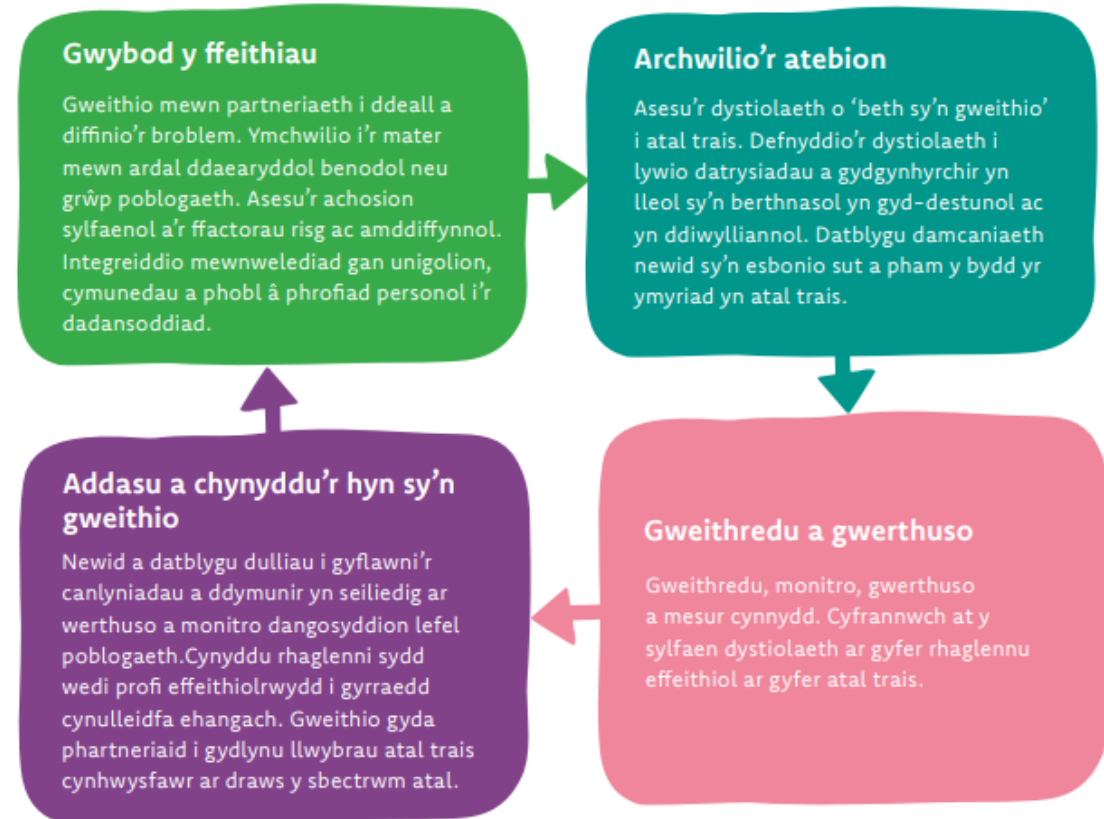 Gwybod y ffeithiau
Gweithio mewn partneriaeth i ddeall a
diffinio’r broblem. Ymchwilio i’r mater
mewn ardal ddaearyddol benodol neu
grŵp poblogaeth. Asesu’r achosion
sylfaenol a’r ffactorau risg ac amddiffynnol.
Integreiddio mewnwelediad gan unigolion,
cymunedau a phobl â phrofiad personol i’r
dadansoddiad.
Archwilio’r atebion
Asesu’r dystiolaeth o ‘beth sy’n gweithio’
i atal trais. Defnyddio’r dystiolaeth i
lywio datrysiadau a gydgynhyrchir yn
lleol sy’n berthnasol yn gyd-destunol ac
yn ddiwylliannol. Datblygu damcaniaeth
newid sy’n esbonio sut a pham y bydd yr
ymyriad yn atal trais.
Gweithredu a gwerthuso
Gweithredu, monitro, gwerthuso
a mesur cynnydd. Cyfrannwch at y
sylfaen dystiolaeth ar gyfer rhaglennu
effeithiol ar gyfer atal trais.
Addasu a chynyddu’r hyn sy’n
gweithio
Newid a datblygu dulliau i gyflawni’r
canlyniadau a ddymunir yn seiliedig ar
werthuso a monitro dangosyddion lefel
poblogaeth.Cynyddu rhaglenni sydd
wedi profi effeithiolrwydd i gyrraedd
cynulleidfa ehangach. Gweithio gyda
phartneriaid i gydlynu llwybrau atal trais
cynhwysfawr ar draws y sbectrwm atal.